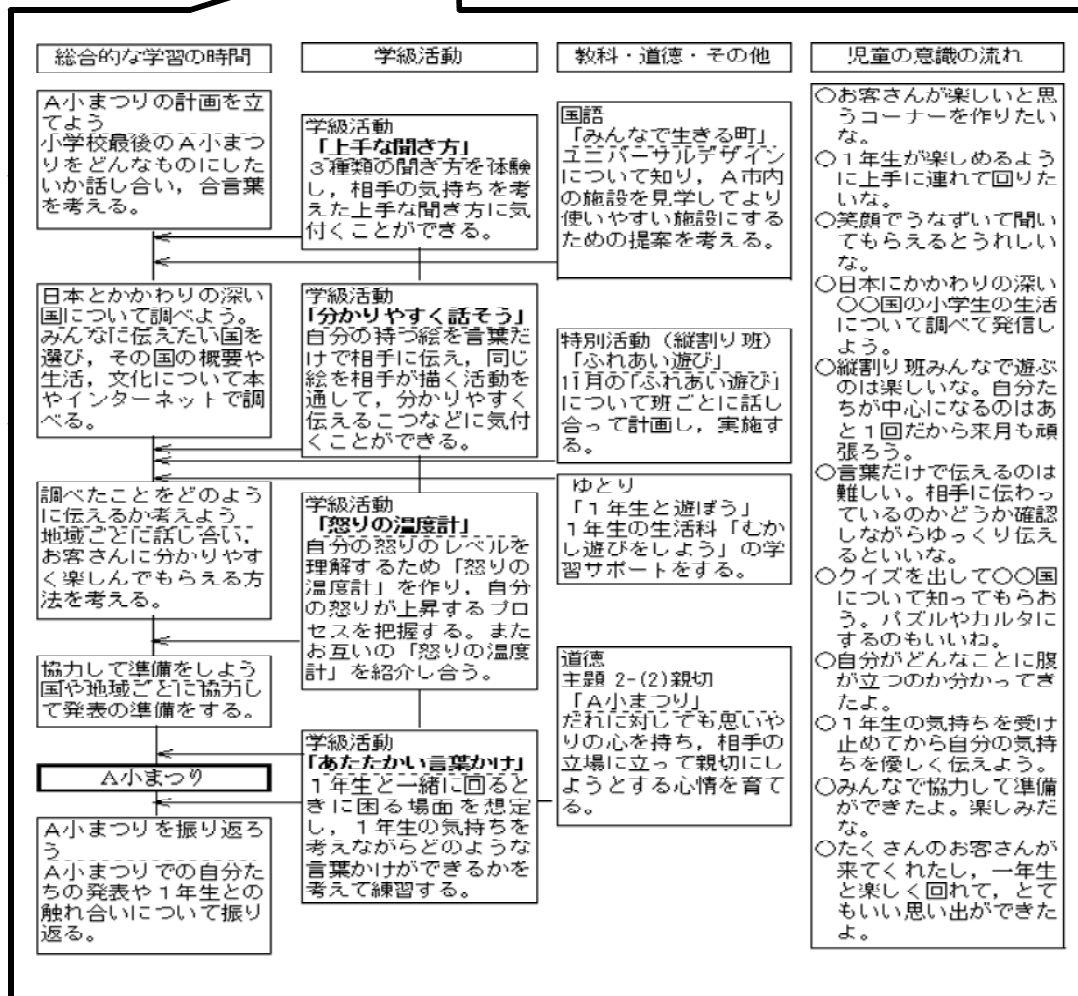 総合的な学習の時間
A小まつりの計画を立
てよう
小学校最後のA小まつ
りをどんなものにした
いか話し合い,合言葉
を考える。
日本とかかわりの深い
国について調べよう。
みんなに伝えたい国を
選び,その国の概要や
生活,文化について本
やインターネットで調
べる。
調べたことをどのよう
に伝えるか考えよう
地域ごとに話し合い,
お客さんに分かりやす
く楽しんでもらえる方
法を考える。
協力して準備をしよう
国や地域ごとに協力し
て発表の準備をする。
A小まつり
A小まつりを振り返ろ
う
A小まつりでの自分た
ちの発表や1年生との
触れ合いについて振り
返る。
学級活動
学級活動
「上手な聞き方」
3種類の聞き方を体験
し,相手の気持ちを考
えた上手な聞き方に気
付くことができる。
学級活動
「分かりやすく話そう」
自分の持つ絵を言葉だ
けで相手に伝え,同じ
絵を相手が描く活動を
通して,分かりやすく
伝えるこつなどに気付
くことができる。
学級活動
「怒りの温度計」
自分の怒りのレベルを
理解するため「怒りの
温度計」を作り,自分
の怒りが上昇するプロ
セスを把握する。また
お互いの「怒りの温度
計」を紹介し合う。
学級活動
「あたたかい言葉かけ」
1年生と一緒に回ると
きに困る場面を想定
し,1年生の気持ちを
考えながらどのような
言葉かけができるかを
考えて練習する。
教科・道徳・その他
国語
「みんなで生きる町」
ユニバーサルデザイン
について知り,A市内
の施設を見学してより
使いやすい施設にする
ための提案を考える。
特別活動(縦割り班)
「ふれあい遊び」
11月の「ふれあい遊び」
について班ごとに話し
合って計画し,実施す
る。
ゆとり
「1年生と遊ぼう」
1年生の生活科「むか
し遊びをしよう」の学
習サポートをする。
道徳
主題 2-(2)親切
「A小まつり」
だれに対しても思いや
りの心を持ち,相手の
立場に立って親切にし
ようとする心情を育て
る。
児童の意識の流れ
○お客さんが楽しいと思
うコーナーを作りたい
な。
○1年生が楽しめるよう
に上手に連れて回りた
いな。
○笑顔でうなずいて聞い
てもらえるとうれしい
な。
○日本にかかわりの深い
○○国の小学生の生活
について調べて発信し
よう。
○縦割り班みんなで遊ぶ
のは楽しいな。自分た
ちが中心になるのはあ
と1回だから来月も頑
張ろう。
○言葉だけで伝えるのは
難しい。相手に伝わっ
ているのかどうか確認
しながらゆっくり伝え
るといいな。
○クイズを出して○○国
について知ってもらお
う。パズルやカルタに
するのもいいね。
○自分がどんなことに腹
が立つのか分かってき
たよ。
○1年生の気持ちを受け
止めてから自分の気持
ちを優しく伝えよう。
○みんなで協力して準備
ができたよ。楽しみだ
な。
○たくさんのお客さんが
来てくれたし,一年生
と楽しく回れて,とて
もいい思い出ができた
よ。